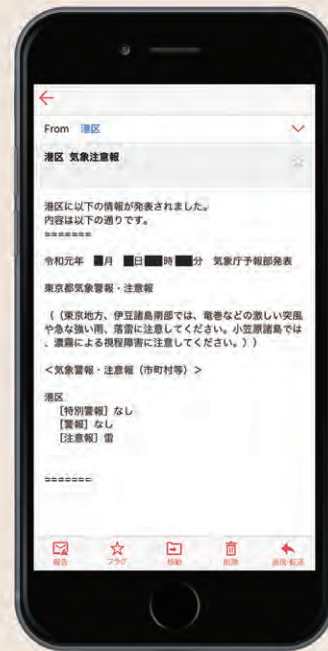 From 港区
港区 気象注意報
港区に以下の情報が発表されました。
内容は以下の通りです。
=======
令和元年 月 日 時 分 気象庁予報部発表
東京都気象警報・注意報
（（東京地方、伊豆諸島南部では、竜巻などの激しい突風
や急な強い雨、落雷に注意してください。小笠原諸島では
、濃霧による視程障害に注意してください。））
＜気象警報・注意報（市町村等）＞
港区
［特別警報］なし
［警報］なし
［注意報］雷
=======
報告 フラグ 移動 削除 返信・転送